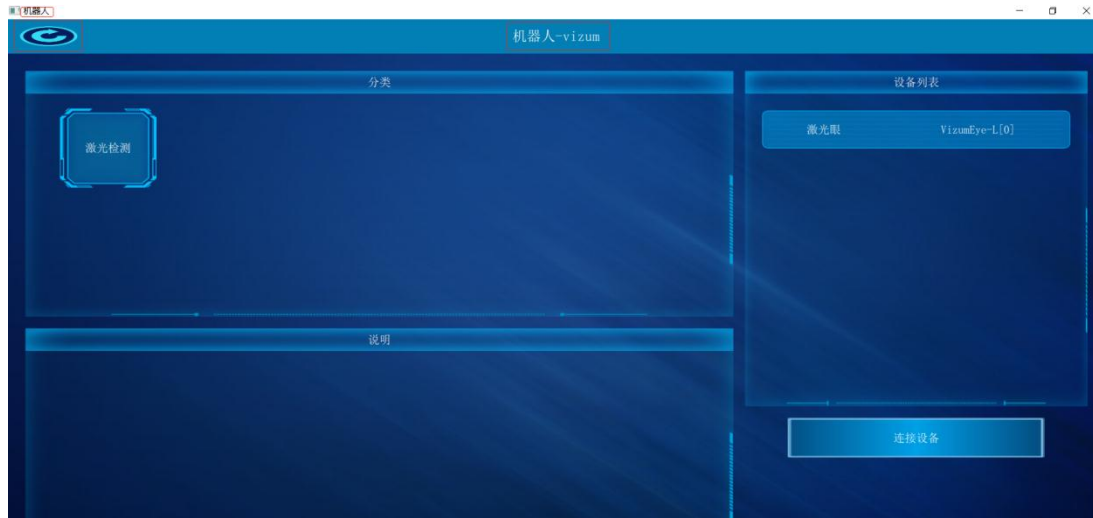 机器人
机器人-vizum
分类
激光检测
说明
设备列表
激光眼 VizumEye-L[0]
连接设备